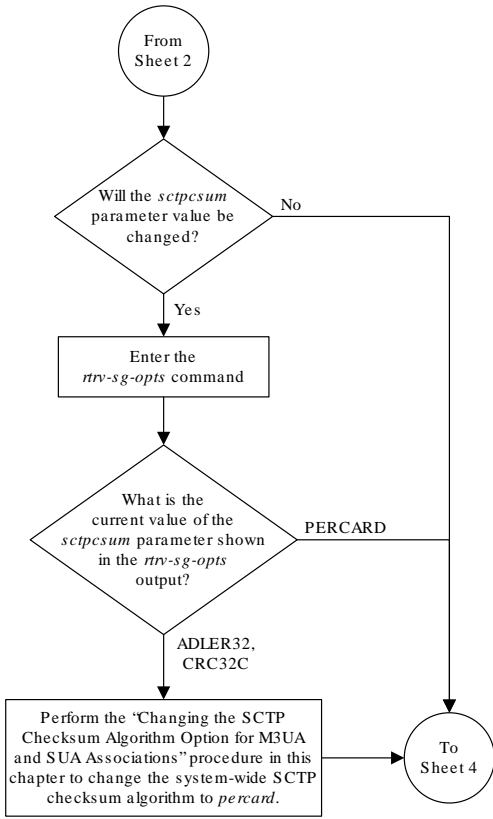 From
Sheet 2
Will the sctpcsum
parameter value be
changed?
No
Yes
Enter the
rtrv-sg-opts command
What is the
current value of the
sctpcsum parameter shown
in the rtrv-sg-opts
output?
PERCARD
ADLER32,
CRC32C
Perform the “Changing the SCTP
Checksum Algorithm Option for M3UA
and SUA Associations” procedure in this
chapter to change the system-wide SCTP
checksum algorithm to percard.
To
Sheet 4